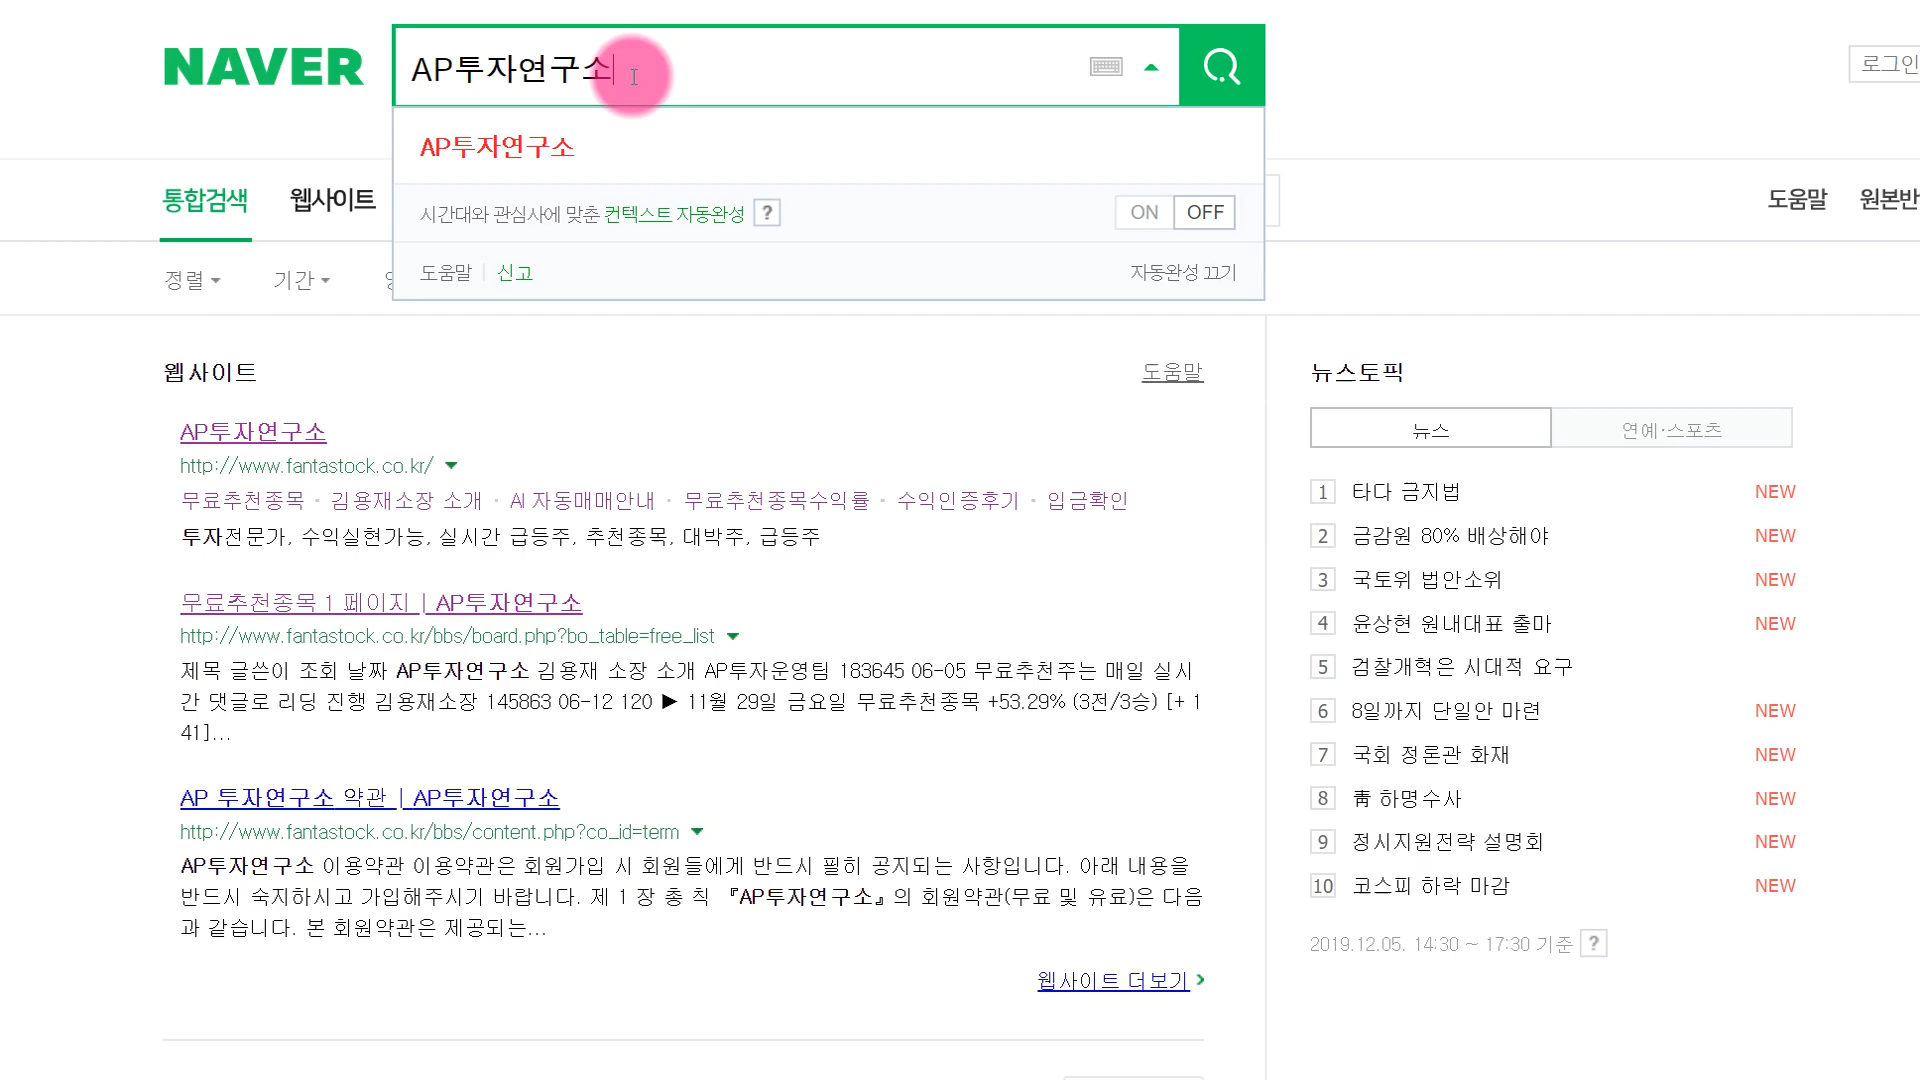 NAVER
AP투자연구소
로그인
AP투자연구소
시간대와 관심사에 맞춘 컨텍스트 자동완성 ?
ON OFF
도움말 신고
자동완성 끄기
통합검색 웹사이트
도움말
정렬 기간
웹사이트
도움말
AP투자연구소
http://www.fantastock.co.kr/
무료추천종목 · 김용재소장 소개 · AI 자동매매안내 · 무료추천종목수익률 · 수익인증후기 · 입금확인
투자전문가, 수익실현가능, 실시간 급등주, 추천종목, 대박주, 급등주
무료추천종목 1 페이지 | AP투자연구소
http://www.fantastock.co.kr/bbs/board.php?bo_table=free_list
제목 글쓴이 조회 날짜 AP투자연구소 김용재 소장 소개 AP투자운영팀 183645 06-05 무료추천주는 매일 실시
간 댓글로 리딩 진행 김용재소장 145863 06-12 120 ▶ 11월 29일 금요일 무료추천종목 +53.29% (3전/3승) [+ 1
41]...
AP 투자연구소 약관 | AP투자연구소
http://www.fantastock.co.kr/bbs/content.php?co_id=term
AP투자연구소 이용약관 이용약관은 회원가입 시 회원들에게 반드시 필히 공지되는 사항입니다. 아래 내용을
반드시 숙지하시고 가입해주시기 바랍니다. 제 1 장 총 칙 『AP투자연구소』의 회원약관(무료 및 유료)은 다음
과 같습니다. 본 회원약관은 제공되는...
웹사이트 더보기
뉴스토픽
뉴스 연예·스포츠
1 타다 금지법 NEW
2 금감원 80% 배상해야 NEW
3 국토위 법안소위 NEW
4 윤상현 원내대표 출마 NEW
5 검찰개혁은 시대적 요구
6 8일까지 단일안 마련 NEW
7 국회 정론관 화재 NEW
8 靑 하명수사 NEW
9 정시지원전략 설명회 NEW
10 코스피 하락 마감 NEW
2019.12.05. 14:30 ~ 17:30 기준 ?